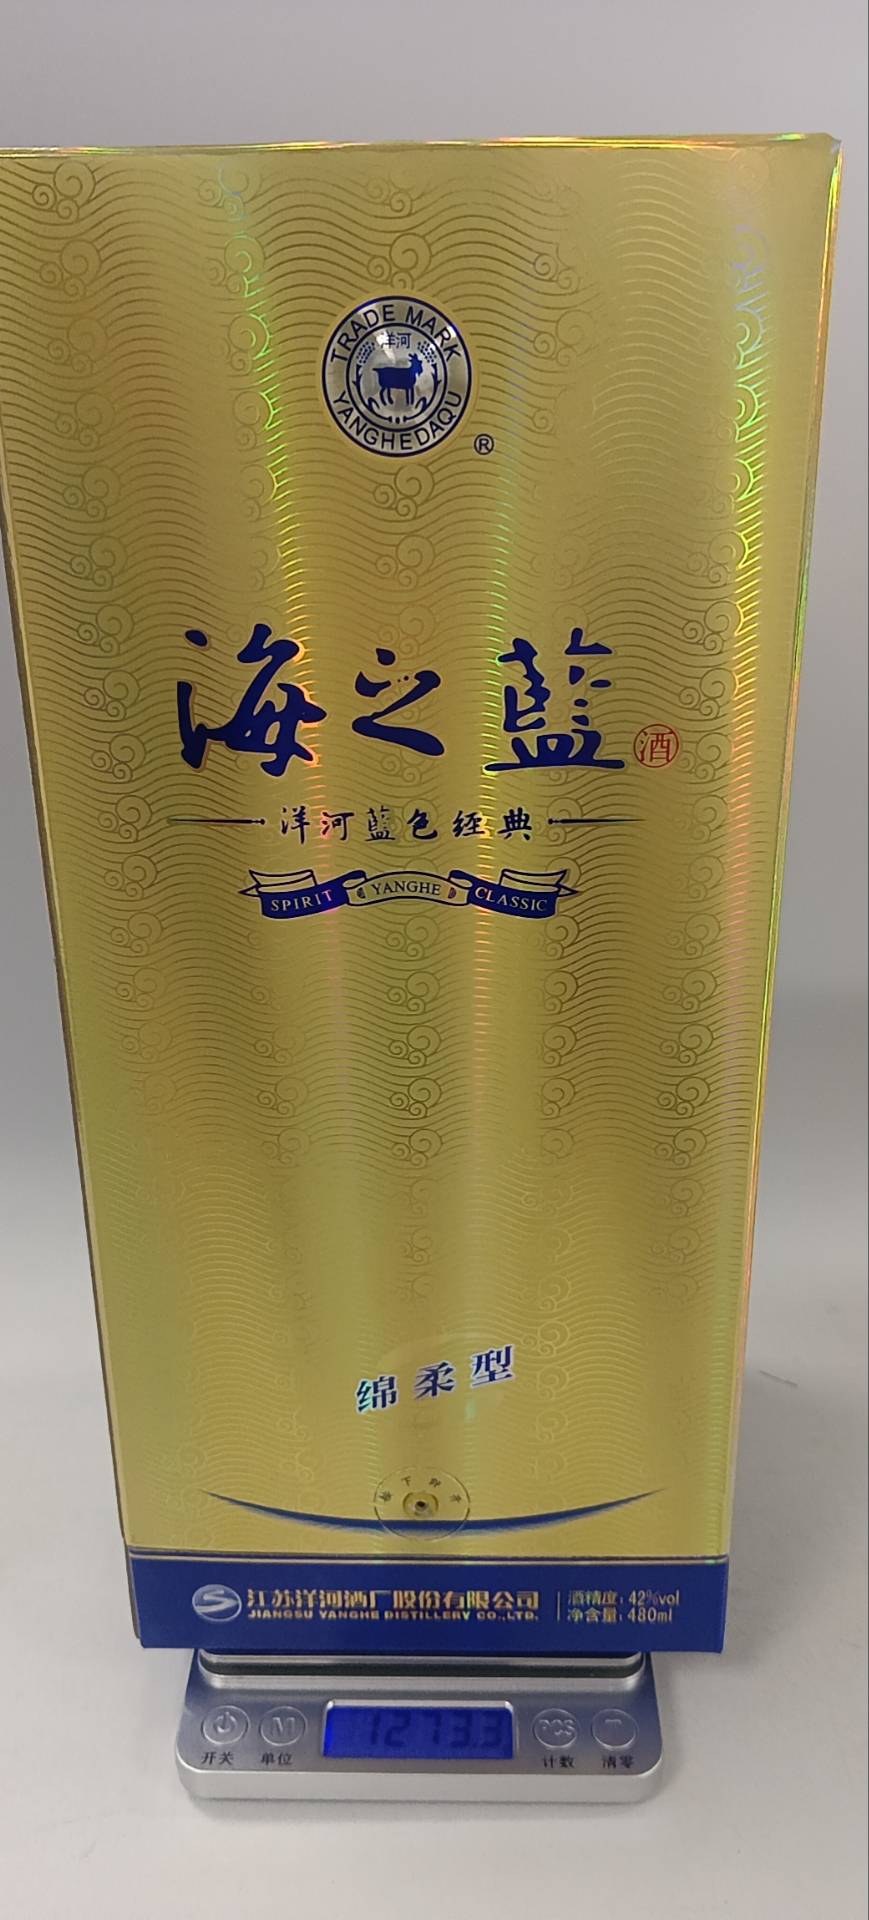 TRADE MARK
洋河
YANGHEDAQU
®
海之藍
酒
洋河藍色经典
SPIRIT YANGHE CLASSIC
绵柔型
江苏洋河酒厂股份有限公司
JIANGSU YANGHE DISTILLERY CO.,LTD.
酒精度: 42%vol
净含量: 480ml
M
1273.3
PCS
开关
单位
计数
清零